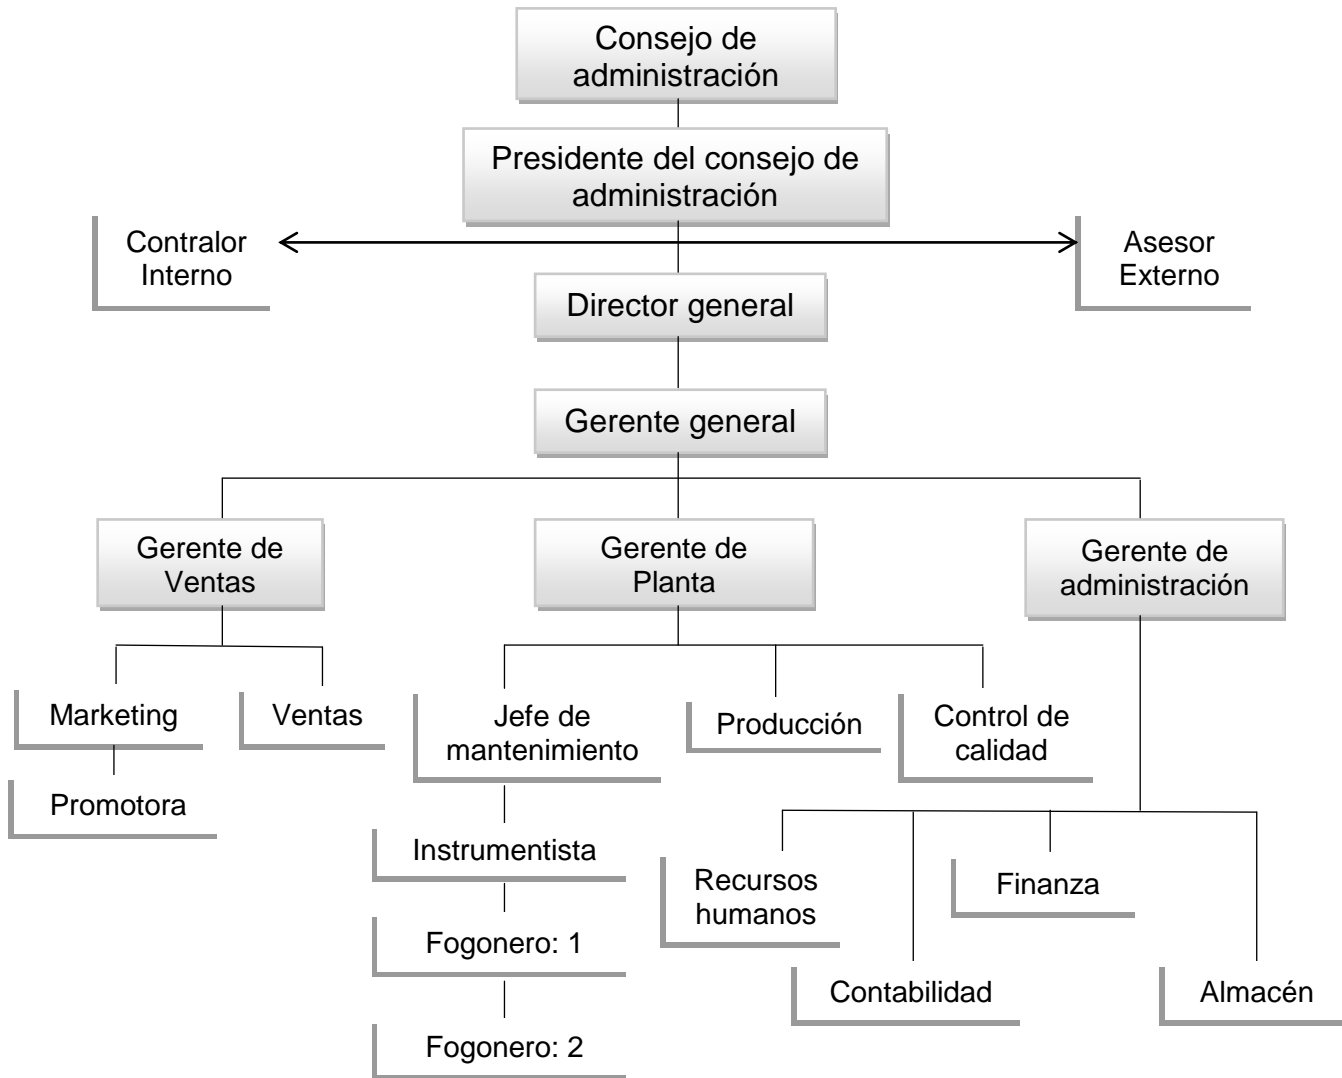 Consejo de
administración
Presidente del consejo de
administración
Contralor
Interno
Asesor
Externo
Director general
Gerente general
Gerente de
Ventas
Gerente de
Planta
Gerente de
administración
Marketing
Ventas
Jefe de
mantenimiento
Producción
Control de
calidad
Promotora
Instrumentista
Recursos
humanos
Finanza
Fogonero: 1
Contabilidad
Almacén
Fogonero: 2